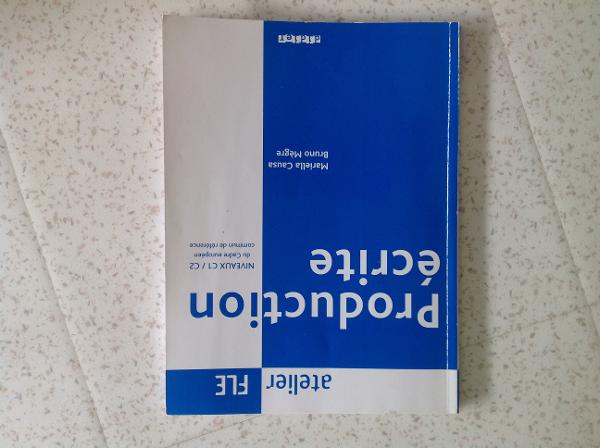 atelier FLE
Production
écrite
NIVEAUX C1 / C2
du Cadre européen
commun de référence
Mariella Causa
Bruno Mègre
didier